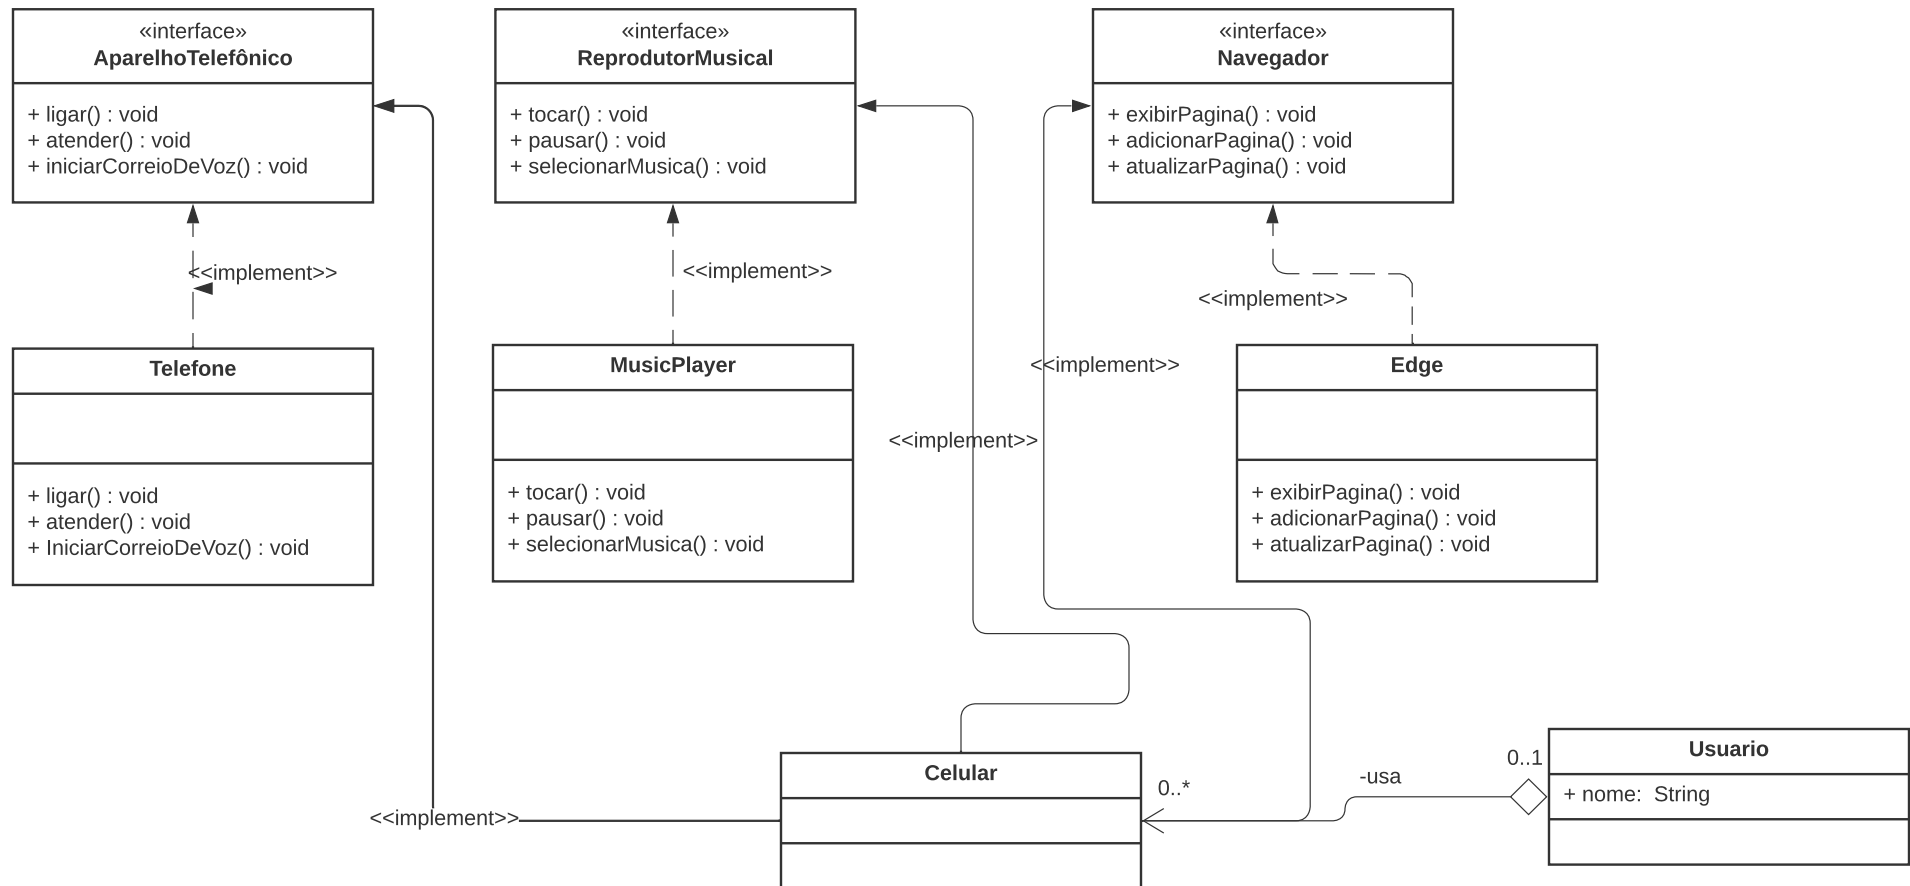 «interface»
AparelhoTelefônico
+ ligar() : void
+ atender() : void
+ iniciarCorreioDeVoz() : void
«interface»
ReprodutorMusical
+ tocar() : void
+ pausar() : void
+ selecionarMusica() : void
«interface»
Navegador
+ exibirPagina() : void
+ adicionarPagina() : void
+ atualizarPagina() : void
<<implement>>
<<implement>>
<<implement>>
<<implement>>
<<implement>>
Telefone
+ ligar() : void
+ atender() : void
+ IniciarCorreioDeVoz() : void
MusicPlayer
+ tocar() : void
+ pausar() : void
+ selecionarMusica() : void
Edge
+ exibirPagina() : void
+ adicionarPagina() : void
+ atualizarPagina() : void
<<implement>>
Celular
0..*
-usa
0..1
Usuario
+ nome:  String